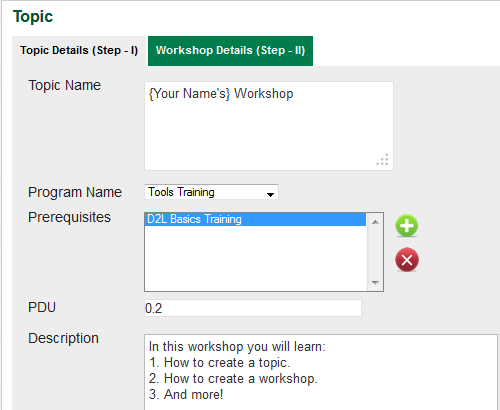 Topic
Topic Details (Step - I) Workshop Details (Step - II)
Topic Name
{Your Name's} Workshop
Program Name Tools Training
Prerequisites D2L Basics Training
PDU 0.2
Description
In this workshop you will learn:
1. How to create a topic.
2. How to create a workshop.
3. And more!